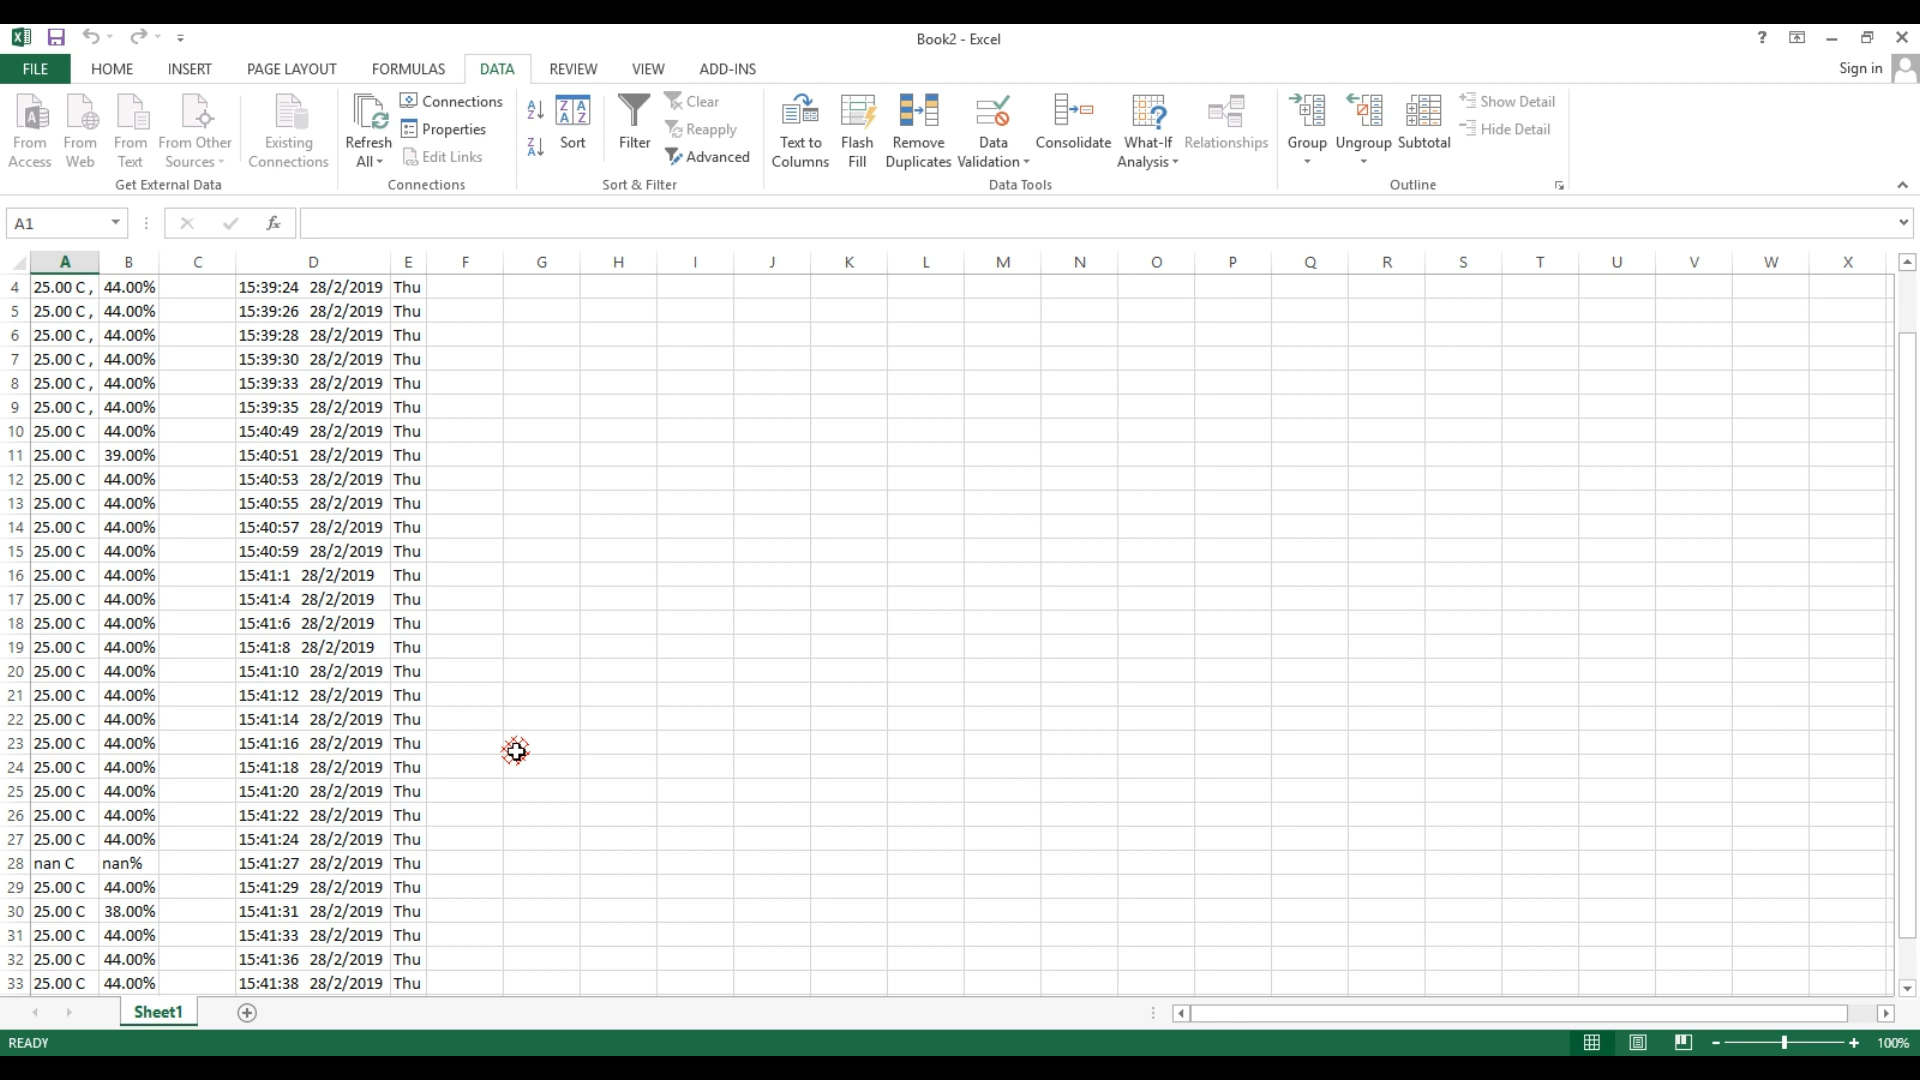 Book2 - Excel
?
FILE HOME INSERT PAGE LAYOUT FORMULAS DATA REVIEW VIEW ADD-INS Sign in
From Access
From Web
From Text
From Other Sources
Existing Connections
Get External Data
Refresh All
Connections
Properties
Edit Links
Connections
Sort
Filter
Clear
Reapply
Advanced
Sort & Filter
Text to Columns
Flash Fill
Remove Duplicates
Data Validation
Consolidate
What-If Analysis
Relationships
Data Tools
Group
Ungroup
Subtotal
Show Detail
Hide Detail
Outline
A1 fx
A B C D E F G H I J K L M N O P Q R S T U V W X
4 25.00 C , 44.00% 15:39:24 28/2/2019 Thu
5 25.00 C , 44.00% 15:39:26 28/2/2019 Thu
6 25.00 C , 44.00% 15:39:28 28/2/2019 Thu
7 25.00 C , 44.00% 15:39:30 28/2/2019 Thu
8 25.00 C , 44.00% 15:39:33 28/2/2019 Thu
9 25.00 C , 44.00% 15:39:35 28/2/2019 Thu
10 25.00 C 44.00% 15:40:49 28/2/2019 Thu
11 25.00 C 39.00% 15:40:51 28/2/2019 Thu
12 25.00 C 44.00% 15:40:53 28/2/2019 Thu
13 25.00 C 44.00% 15:40:55 28/2/2019 Thu
14 25.00 C 44.00% 15:40:57 28/2/2019 Thu
15 25.00 C 44.00% 15:40:59 28/2/2019 Thu
16 25.00 C 44.00% 15:41:1 28/2/2019 Thu
17 25.00 C 44.00% 15:41:4 28/2/2019 Thu
18 25.00 C 44.00% 15:41:6 28/2/2019 Thu
19 25.00 C 44.00% 15:41:8 28/2/2019 Thu
20 25.00 C 44.00% 15:41:10 28/2/2019 Thu
21 25.00 C 44.00% 15:41:12 28/2/2019 Thu
22 25.00 C 44.00% 15:41:14 28/2/2019 Thu
23 25.00 C 44.00% 15:41:16 28/2/2019 Thu
24 25.00 C 44.00% 15:41:18 28/2/2019 Thu
25 25.00 C 44.00% 15:41:20 28/2/2019 Thu
26 25.00 C 44.00% 15:41:22 28/2/2019 Thu
27 25.00 C 44.00% 15:41:24 28/2/2019 Thu
28 nan C nan% 15:41:27 28/2/2019 Thu
29 25.00 C 44.00% 15:41:29 28/2/2019 Thu
30 25.00 C 38.00% 15:41:31 28/2/2019 Thu
31 25.00 C 44.00% 15:41:33 28/2/2019 Thu
32 25.00 C 44.00% 15:41:36 28/2/2019 Thu
33 25.00 C 44.00% 15:41:38 28/2/2019 Thu
Sheet1
READY 100%